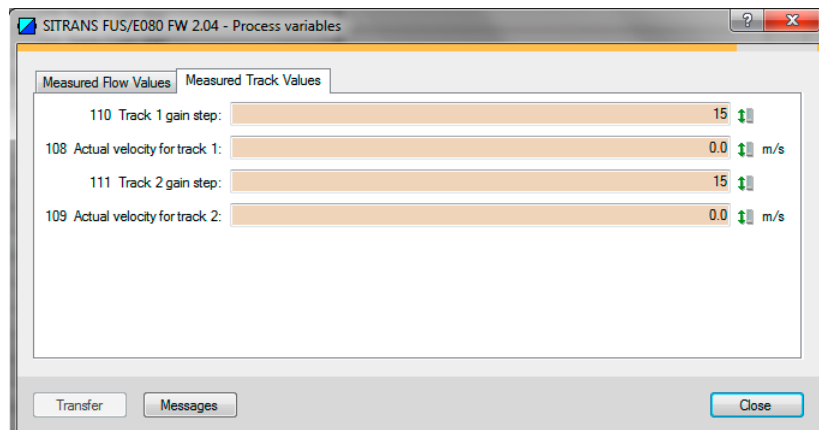 SITRANS FUS/E080 FW 2.04 - Process variables
? X
Measured Flow Values Measured Track Values
110 Track 1 gain step: 15
108 Actual velocity for track 1: 0.0 m/s
111 Track 2 gain step: 15
109 Actual velocity for track 2: 0.0 m/s
Transfer Messages Close